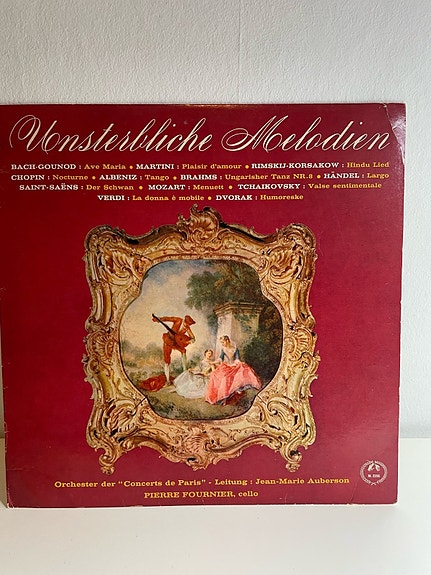 Unsterbliche Melodien
BACH-GOUNOD : Ave Maria • MARTINI : Plaisir d'amour • RIMSKIJ-KORSAKOW : Hindu Lied
CHOPIN : Nocturne • ALBENIZ : Tango • BRAHMS : Ungarisher Tanz NR. 5 • HÄNDEL : Largo
SAINT-SAËNS : Der Schwan • MOZART : Menuett • TCHAIKOVSKY : Valse sentimentale
VERDI : La donna è mobile • DVORAK : Humoreske
Orchester der "Concerts de Paris" - Leitung : Jean-Marie Auberson
PIERRE FOURNIER, cello